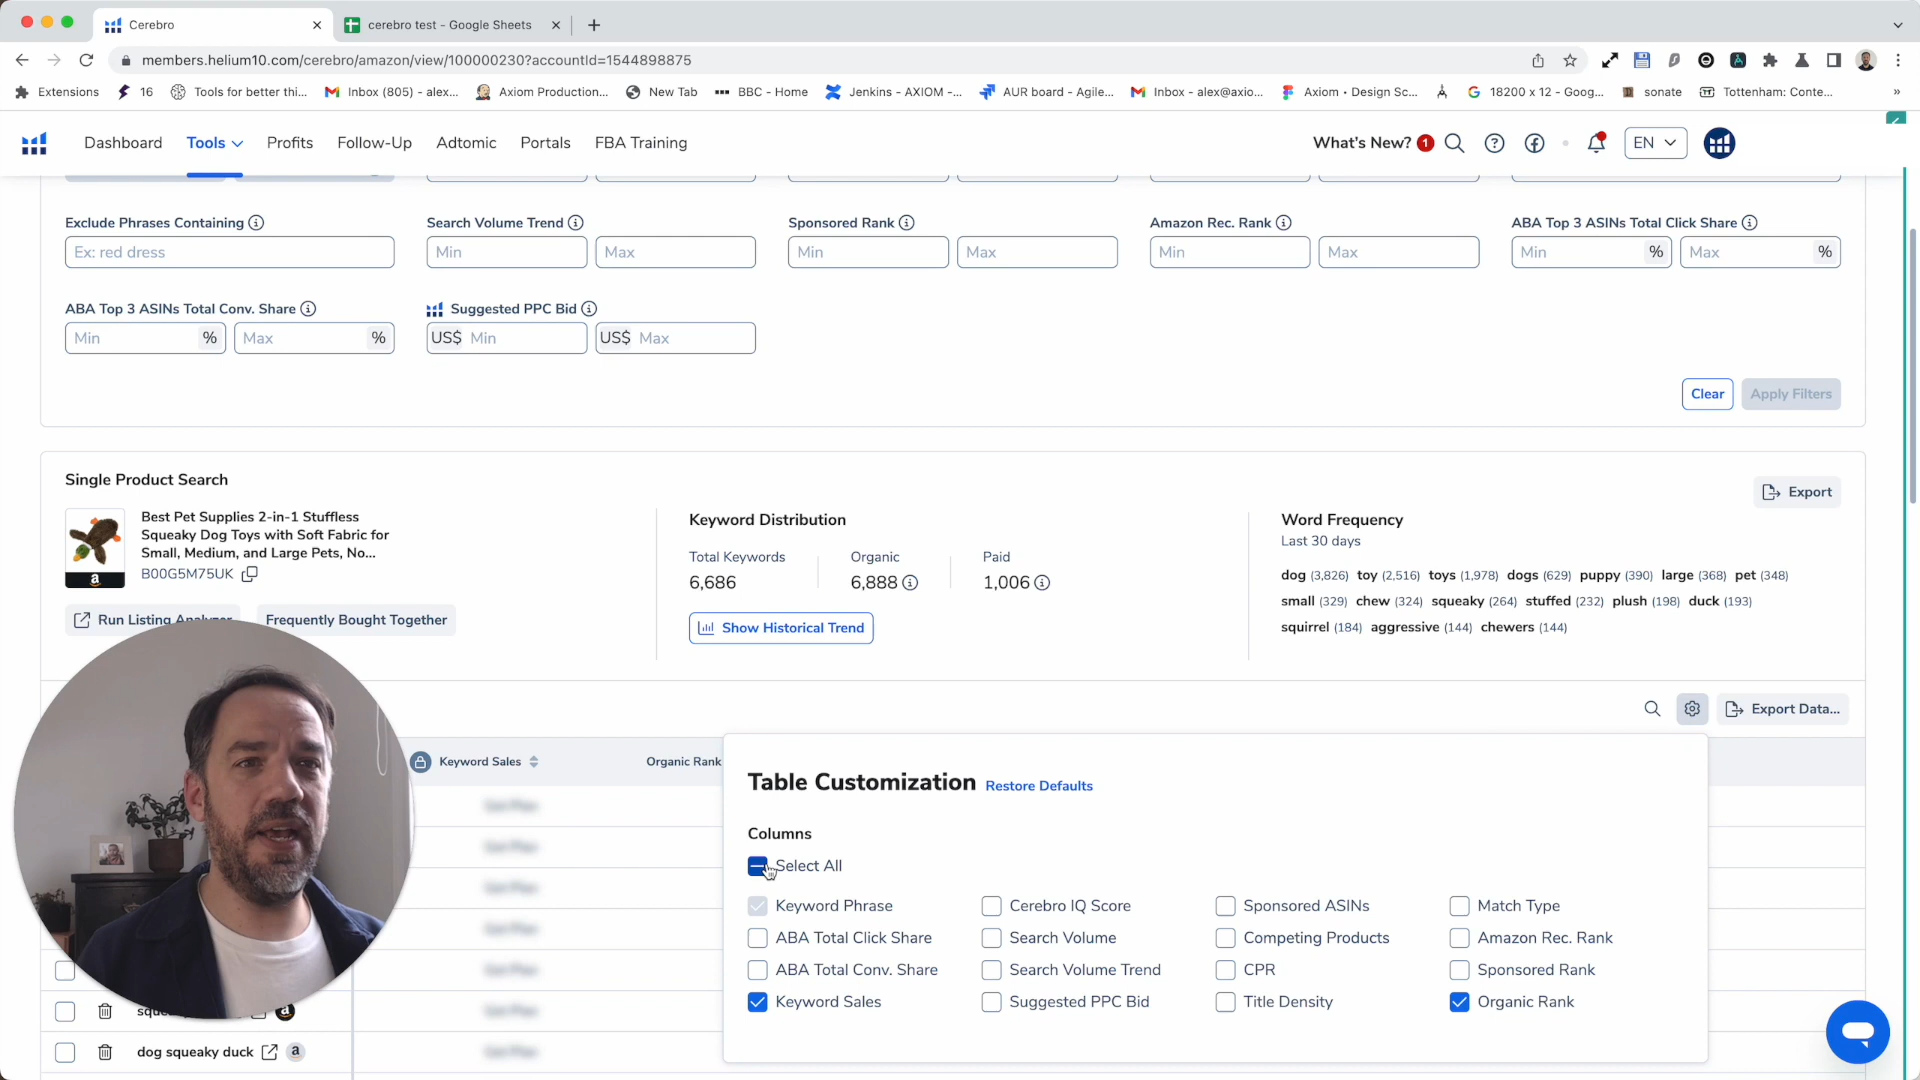 Cerebro
cerebro test - Google Sheets
members.helium10.com/cerebro/amazon/view/100000230?accountId=1544898875
Extensions
16
Tools for better thi...
Inbox (805) - alex...
Axiom Production...
New Tab
BBC - Home
Jenkins - AXIOM -...
AUR board - Agile...
Inbox - alex@axio...
Axiom • Design Sc...
18200 x 12 - Goog...
sonate
Tottenham: Conte...
»
Dashboard
Tools
Profits
Follow-Up
Adtomic
Portals
FBA Training
What's New? 1
EN
Exclude Phrases Containing
Ex: red dress
Search Volume Trend
Min
Max
Sponsored Rank
Min
Max
Amazon Rec. Rank
Min
Max
ABA Top 3 ASINs Total Click Share
Min %
Max %
ABA Top 3 ASINs Total Conv. Share
Min %
Max %
Suggested PPC Bid
US$ Min
US$ Max
Clear
Apply Filters
Single Product Search
Export
Best Pet Supplies 2-in-1 Stuffless
Squeaky Dog Toys with Soft Fabric for
Small, Medium, and Large Pets, No...
B00G5M75UK
Run Listing Analyzer
Frequently Bought Together
Keyword Distribution
Total Keywords
6,686
Organic
6,888
Paid
1,006
Show Historical Trend
Word Frequency
Last 30 days
dog (3,826) toy (2,516) toys (1,978) dogs (629) puppy (390) large (368) pet (348)
small (329) chew (324) squeaky (264) stuffed (232) plush (198) duck (193)
squirrel (184) aggressive (144) chewers (144)
Export Data...
Keyword Sales
Organic Rank
Table Customization
Restore Defaults
Columns
Select All
Keyword Phrase
Cerebro IQ Score
Sponsored ASINs
Match Type
ABA Total Click Share
Search Volume
Competing Products
Amazon Rec. Rank
ABA Total Conv. Share
Search Volume Trend
CPR
Sponsored Rank
Keyword Sales
Suggested PPC Bid
Title Density
Organic Rank
dog squeaky duck